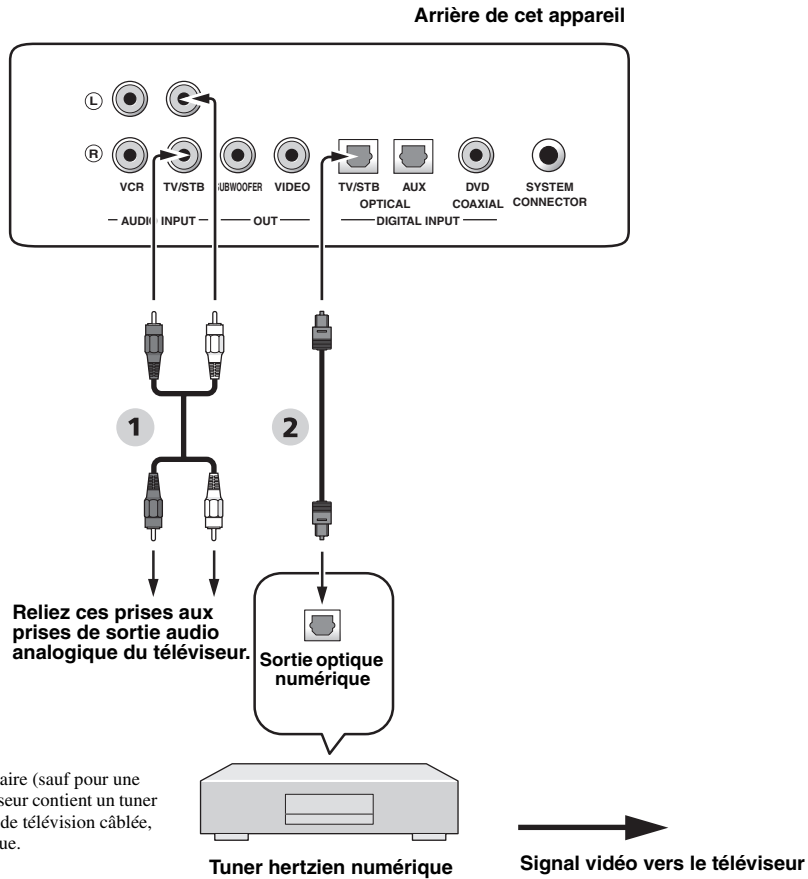 Arrière de cet appareil
L
R
VCR TV/STB SUBWOOFER VIDEO TV/STB AUX DVD SYSTEM
OPTICAL COAXIAL CONNECTOR
AUDIO INPUT OUT DIGITAL INPUT
1 2
Reliez ces prises aux
prises de sortie audio
analogique du téléviseur.
Sortie optique
numérique
aire (sauf pour une
seur contient un tuner
de télévision câblée,
ue.
Tuner hertzien numérique
Signal vidéo vers le téléviseur